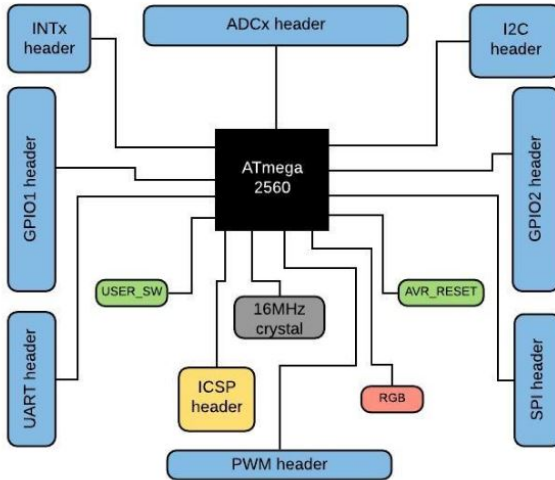 INTx
header
ADCx header
I2C
header
ATmega
2560
GPIO1 header
GPIO2 header
USER_SW
16MHz
crystal
AVR_RESET
UART header
ICSP
header
RGB
SPI header
PWM header